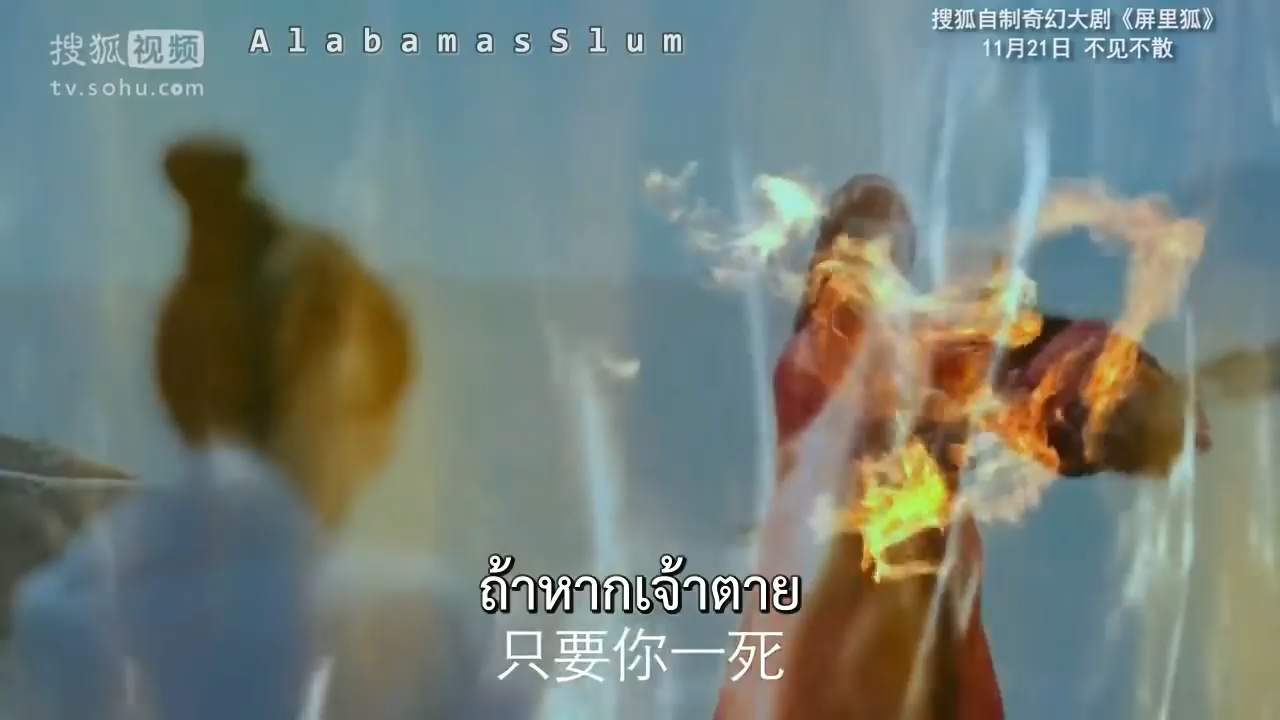 搜狐视频
tv.sohu.com
AlabamasSlum
搜狐自制奇幻大剧《屏里狐》
11月21日 不见不散
ถ้าหากเจ้าตาย
只要你一死